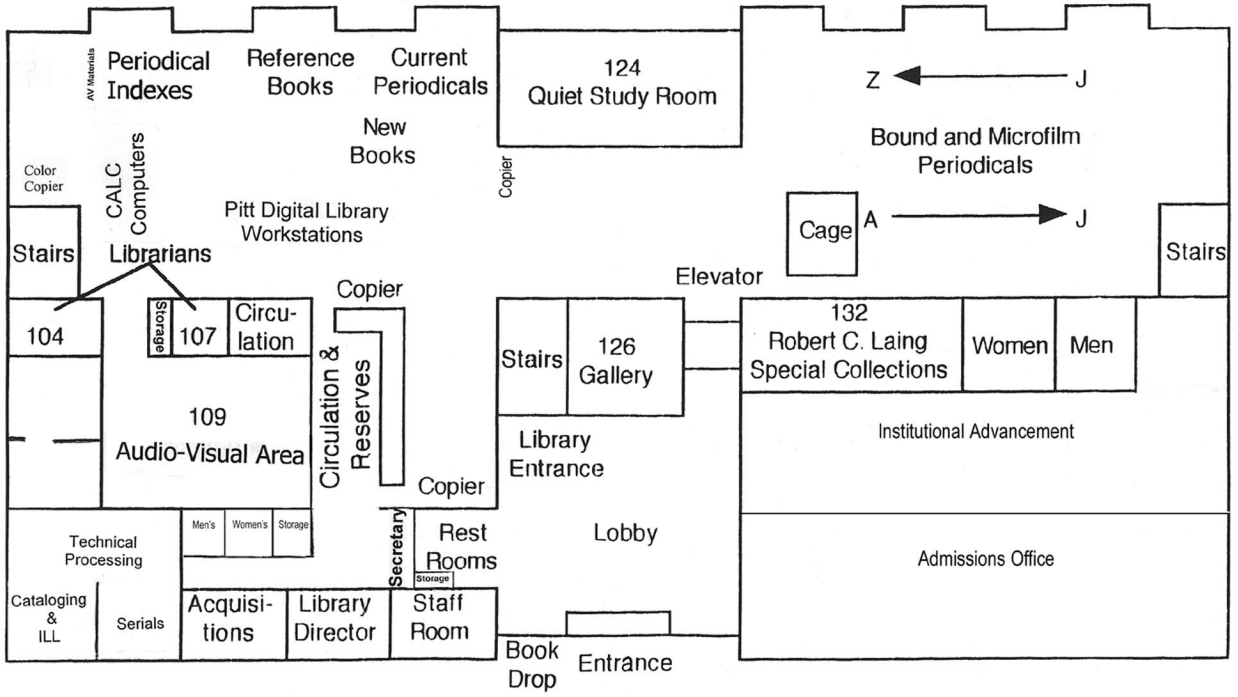 AV Materials
Periodical
Indexes
Reference
Books
Current
Periodicals
124
Quiet Study Room
Z
J
New
Books
Bound and Microfilm
Periodicals
Color
Copier
CALC
Computers
Copier
Pitt Digital Library
Workstations
Cage
A
J
Stairs
Librarians
Stairs
Elevator
Copier
104
Storage
107
Circu-
lation
Circulation &
Reserves
Stairs
126
Gallery
132
Robert C. Laing
Special Collections
Women
Men
109
Audio-Visual Area
Library
Entrance
Institutional Advancement
Copier
Men's
Women's
Storage
Secretary
Rest
Rooms
Lobby
Technical
Processing
Admissions Office
Storage
Cataloging
&
ILL
Serials
Acquisi-
tions
Library
Director
Staff
Room
Book
Drop
Entrance